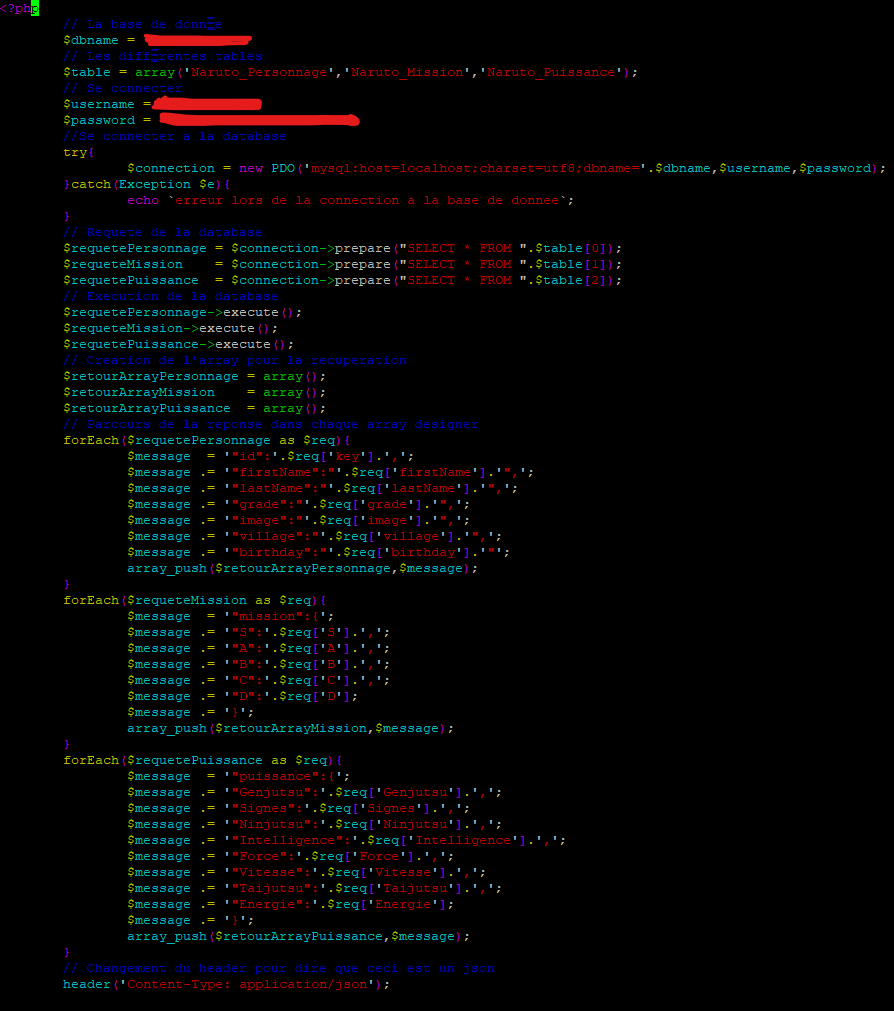 <?php
// La base de donne
$dbname =
// Les differentes tables
$table = array('Naruto_Personnage','Naruto_Mission','Naruto_Puissance');
// Se connecter
$username =
$password =
//Se connecter a la database
try{
$connection = new PDO('mysql:host=localhost;charset=utf8;dbname='.$dbname,$username,$password);
}catch(Exception $e){
echo `erreur lors de la connection a la base de donnee`;
}
// Requete de la database
$requetePersonnage = $connection->prepare("SELECT * FROM ".$table[0]);
$requeteMission    = $connection->prepare("SELECT * FROM ".$table[1]);
$requetePuissance  = $connection->prepare("SELECT * FROM ".$table[2]);
// Execution de la database
$requetePersonnage->execute();
$requeteMission->execute();
$requetePuissance->execute();
// Creation de l'array pour la recuperation
$retourArrayPersonnage = array();
$retourArrayMission    = array();
$retourArrayPuissance  = array();
// Parcours de la reponse dans chaque array designer
forEach($requetePersonnage as $req){
$message  = '"id":'.$req['key'].',';
$message .= '"firstName":"'.$req['firstName'].'",';
$message .= '"lastName":"'.$req['lastName'].'",';
$message .= '"grade":"'.$req['grade'].'",';
$message .= '"image":"'.$req['image'].'",';
$message .= '"village":"'.$req['village'].'",';
$message .= '"birthday":"'.$req['birthday'].'"';
array_push($retourArrayPersonnage,$message);
}
forEach($requeteMission as $req){
$message  = '"mission":{';
$message .= '"S":'.$req['S'].',';
$message .= '"A":'.$req['A'].',';
$message .= '"B":'.$req['B'].',';
$message .= '"C":'.$req['C'].',';
$message .= '"D":'.$req['D'];
$message .= '}';
array_push($retourArrayMission,$message);
}
forEach($requetePuissance as $req){
$message  = '"puissance":{';
$message .= '"Genjutsu":'.$req['Genjutsu'].',';
$message .= '"Signes":'.$req['Signes'].',';
$message .= '"Ninjutsu":'.$req['Ninjutsu'].',';
$message .= '"Intelligence":'.$req['Intelligence'].',';
$message .= '"Force":'.$req['Force'].',';
$message .= '"Vitesse":'.$req['Vitesse'].',';
$message .= '"Taijutsu":'.$req['Taijutsu'].',';
$message .= '"Energie":'.$req['Energie'];
$message .= '}';
array_push($retourArrayPuissance,$message);
}
// Changement du header pour dire que ceci est un json
header('Content-Type: application/json');